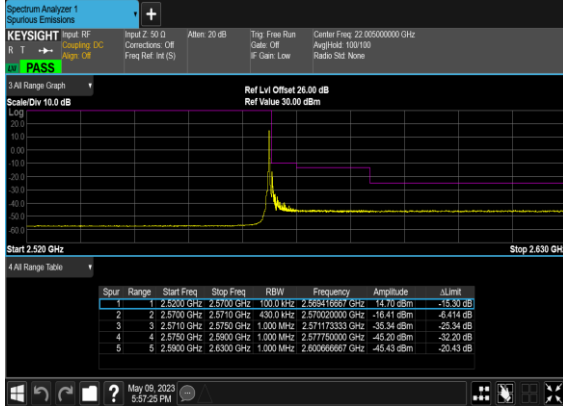 Spectrum Analyzer 1
Spurious Emissions
+
KEYSIGHT Input: RF Input Z: 50 Ω Atten: 20 dB Trig: Free Run Center Freq: 22.005000000 GHz
R T Coupling: DC Corrections: Off Gate: Off Avg|Hold: 100/100
Align: Off Freq Ref: Int (S) IF Gain: Low Radio Std: None
PASS
3 All Range Graph
Ref Lvl Offset 26.00 dB
Scale/Div 10.0 dB Ref Value 30.00 dBm
Log
20.0
10.0
0.00
-10.0
-20.0
-30.0
-40.0
-50.0
-60.0
Start 2.520 GHz Stop 2.630 GHz
4 All Range Table
Spur Range Start Freq Stop Freq RBW Frequency Amplitude ΔLimit
1 1 2.5200 GHz 2.5700 GHz 100.0 kHz 2.569416667 GHz 14.70 dBm -15.30 dB
2 2 2.5700 GHz 2.5710 GHz 430.0 kHz 2.570020000 GHz -16.41 dBm -6.414 dB
3 3 2.5710 GHz 2.5750 GHz 1.000 MHz 2.571173333 GHz -35.34 dBm -25.34 dB
4 4 2.5750 GHz 2.5900 GHz 1.000 MHz 2.577750000 GHz -45.20 dBm -32.20 dB
5 5 2.5900 GHz 2.6300 GHz 1.000 MHz 2.600666667 GHz -45.43 dBm -20.43 dB
? May 09, 2023
5:57:25 PM